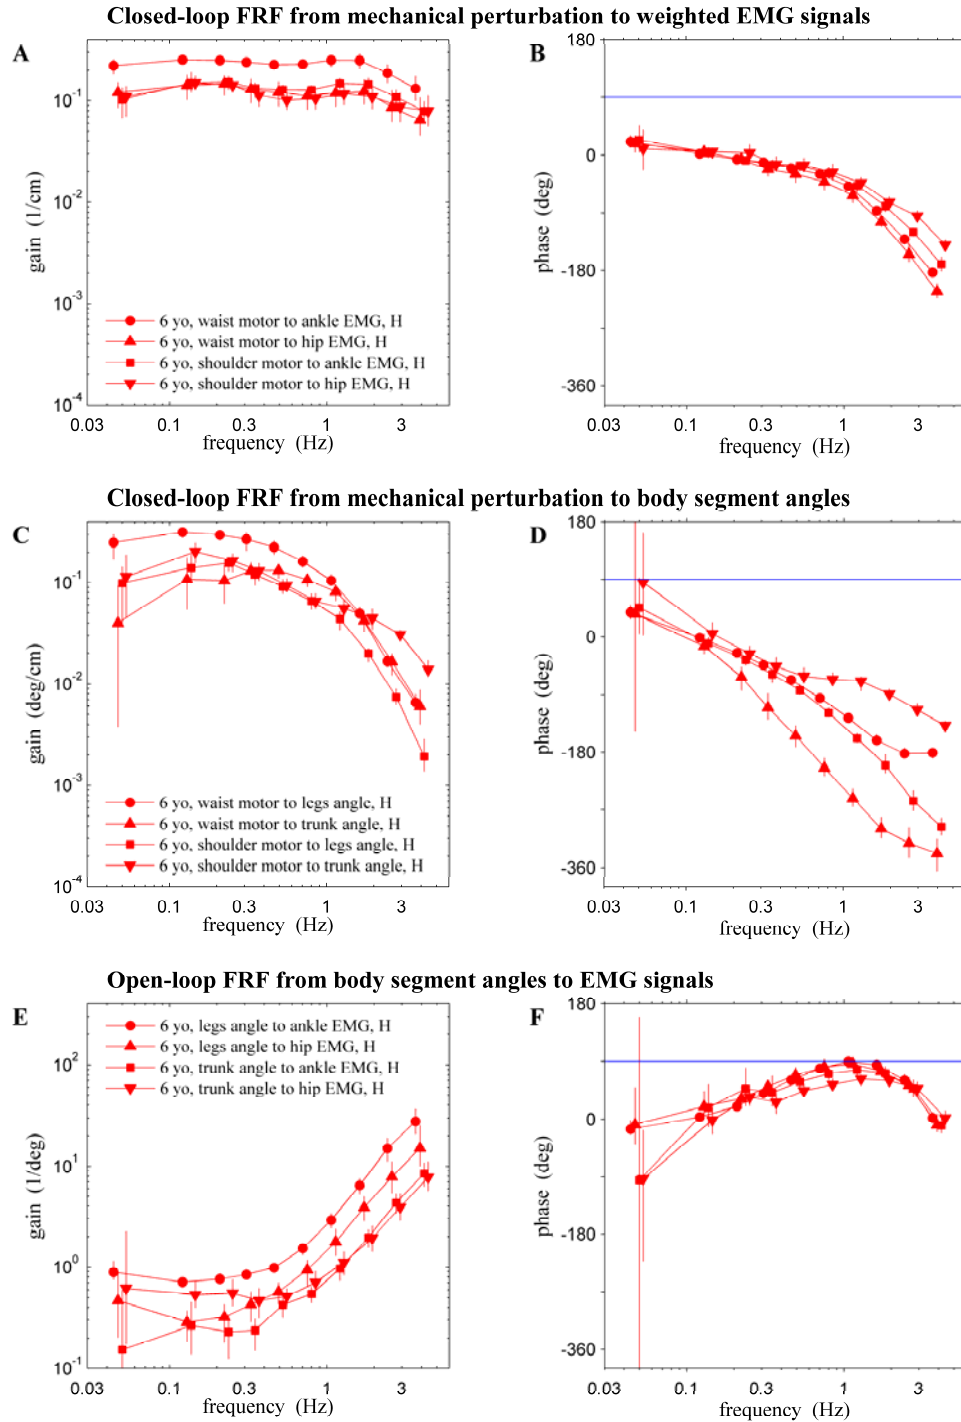 Closed-loop FRF from mechanical perturbation to weighted EMG signals
A
10^-1
10^-2
10^-3
10^-4
gain (1/cm)
6 yo, waist motor to ankle EMG, H
6 yo, waist motor to hip EMG, H
6 yo, shoulder motor to ankle EMG, H
6 yo, shoulder motor to hip EMG, H
0.03 0.1 0.3 1 3
frequency (Hz)
B
180
0
-180
-360
phase (deg)
0.03 0.1 0.3 1 3
frequency (Hz)
Closed-loop FRF from mechanical perturbation to body segment angles
C
10^-1
10^-2
10^-3
10^-4
gain (deg/cm)
6 yo, waist motor to legs angle, H
6 yo, waist motor to trunk angle, H
6 yo, shoulder motor to legs angle, H
6 yo, shoulder motor to trunk angle, H
0.03 0.1 0.3 1 3
frequency (Hz)
D
180
0
-180
-360
phase (deg)
0.03 0.1 0.3 1 3
frequency (Hz)
Open-loop FRF from body segment angles to EMG signals
E
10^2
10^1
10^0
10^-1
gain (1/deg)
6 yo, legs angle to ankle EMG, H
6 yo, legs angle to hip EMG, H
6 yo, trunk angle to ankle EMG, H
6 yo, trunk angle to hip EMG, H
0.03 0.1 0.3 1 3
frequency (Hz)
F
180
0
-180
-360
phase (deg)
0.03 0.1 0.3 1 3
frequency (Hz)